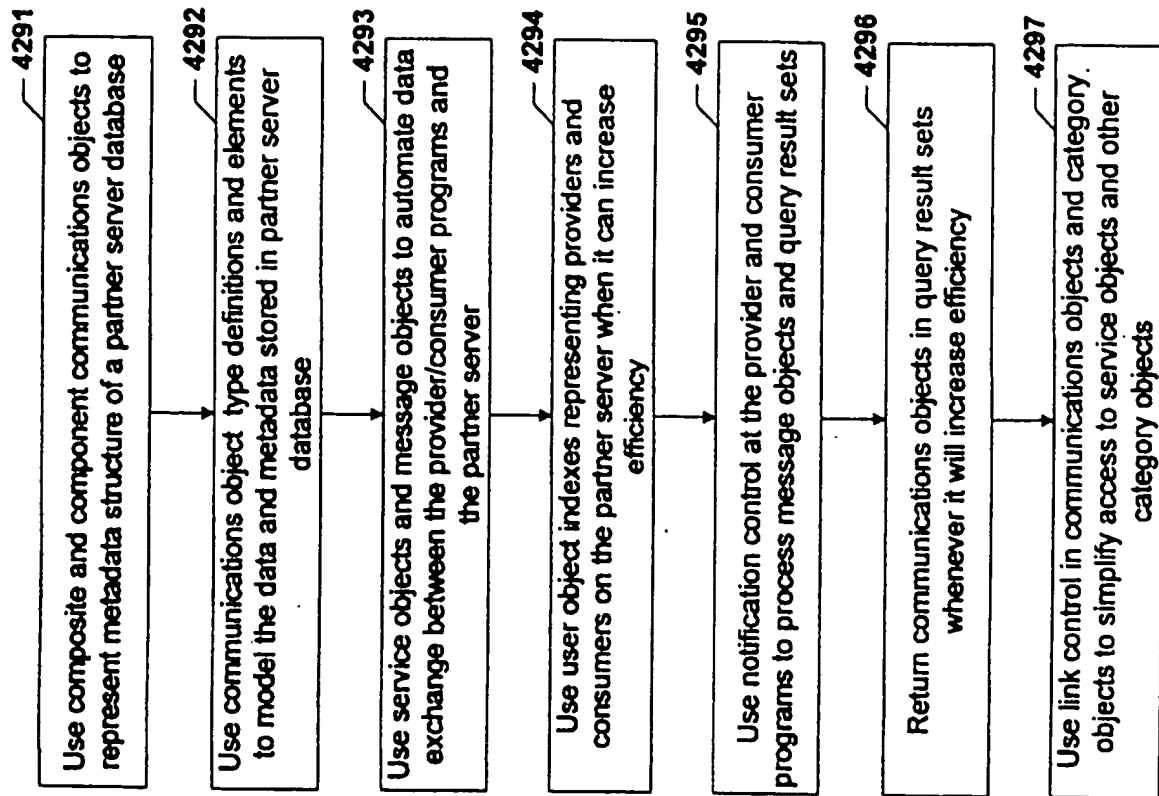 4291
Use composite and component communications objects to
represent metadata structure of a partner server database
4292
Use communications object type definitions and elements
to model the data and metadata stored in partner server
database
4293
Use service objects and message objects to automate data
exchange between the provider/consumer programs and
the partner server
4294
Use user object indexes representing providers and
consumers on the partner server when it can increase
efficiency
4295
Use notification control at the provider and consumer
programs to process message objects and query result sets
4296
Return communications objects in query result sets
whenever it will increase efficiency
4297
Use link control in communications objects and category.
objects to simplify access to service objects and other
category objects